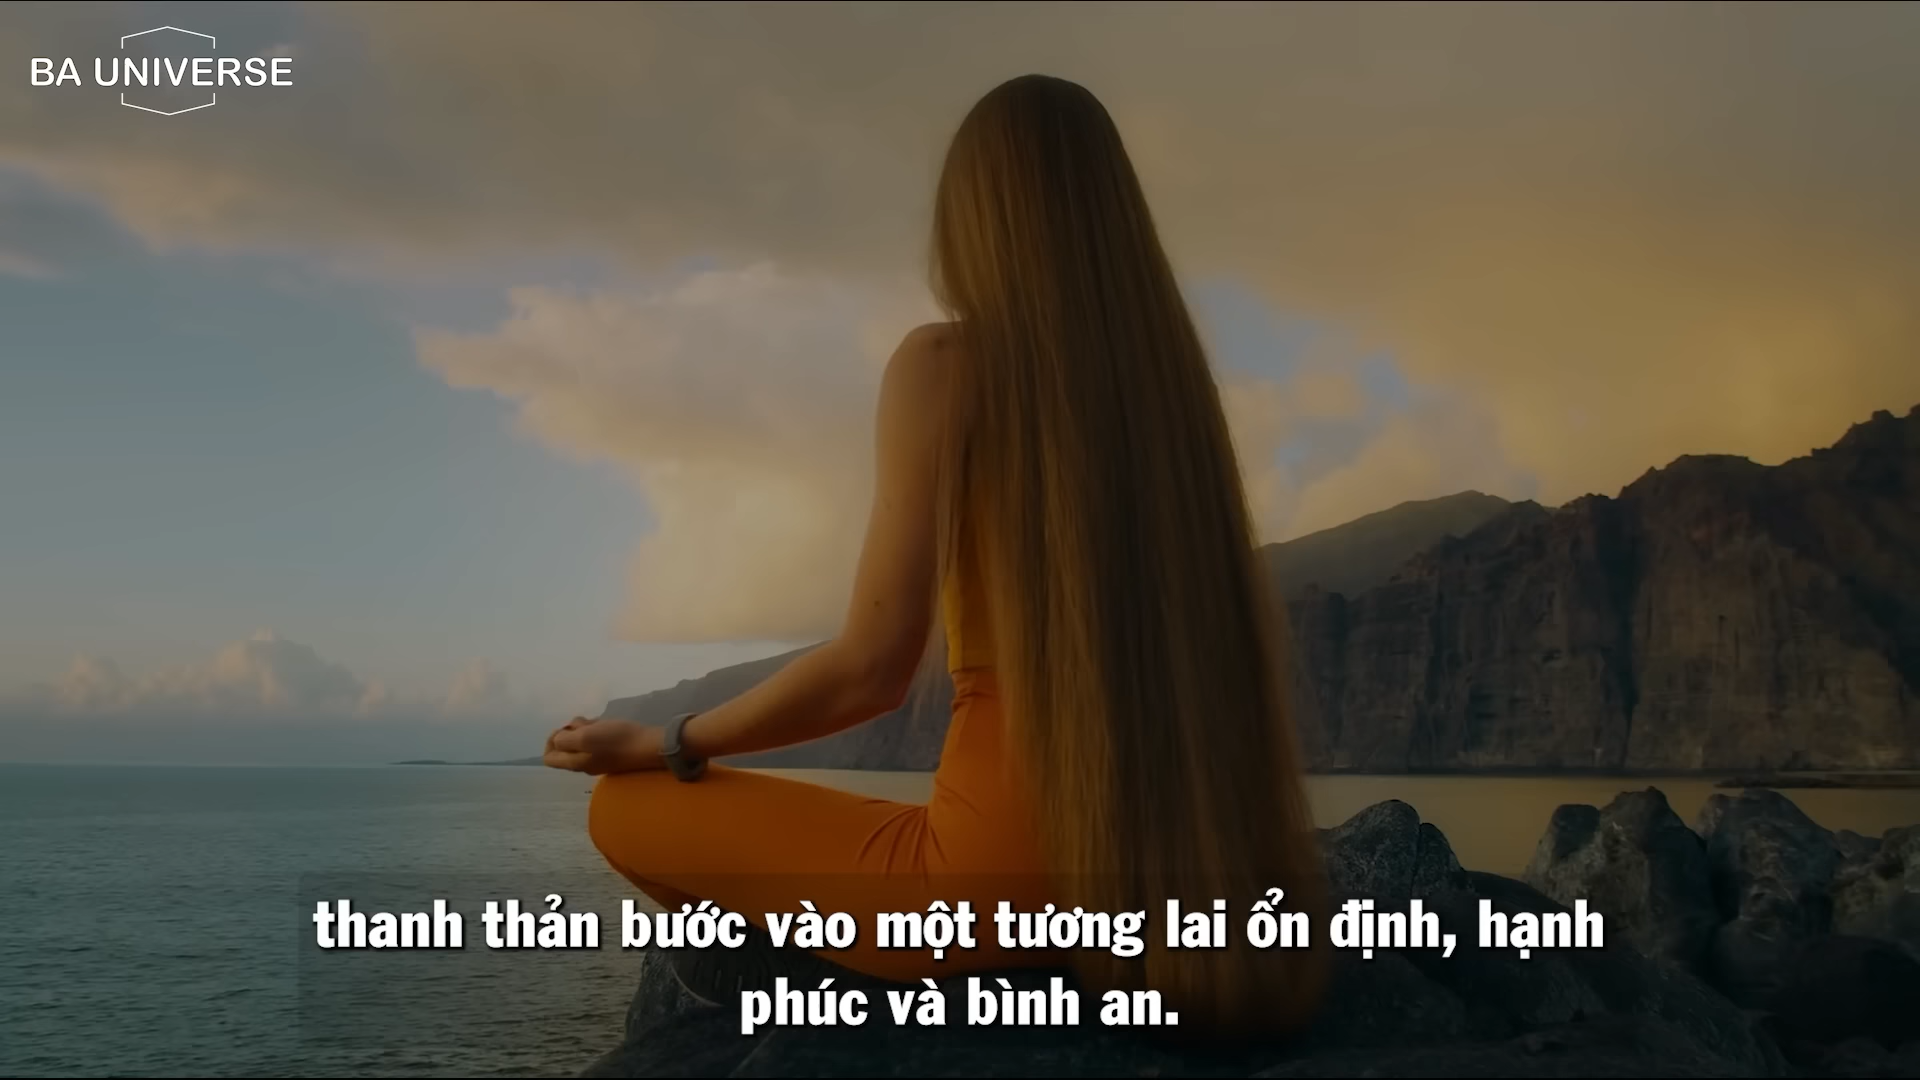 BA UNIVERSE
thanh thản bước vào một tương lai ổn định, hạnh
phúc và bình an.